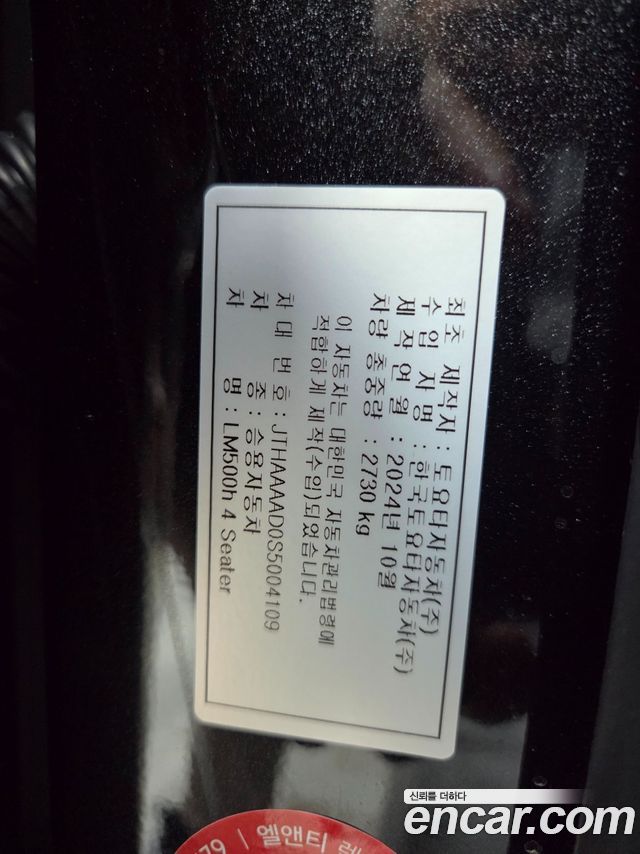 최초 제작자 : 토요타자동차(주)
수입자명 : 한국토요타자동차(주)
제작연월 : 2024년 10월
차량 총중량 : 2730 kg
이 자동차는 대한민국 자동차관리법령에
적합하게 제작(수입)되었습니다.
차대번호 : JTHAAAAD0S5004109
차종 : 승용자동차
차명 : LM500h 4 Seater
79 | 엘앤티 렌
신뢰를 더하다
encar.com